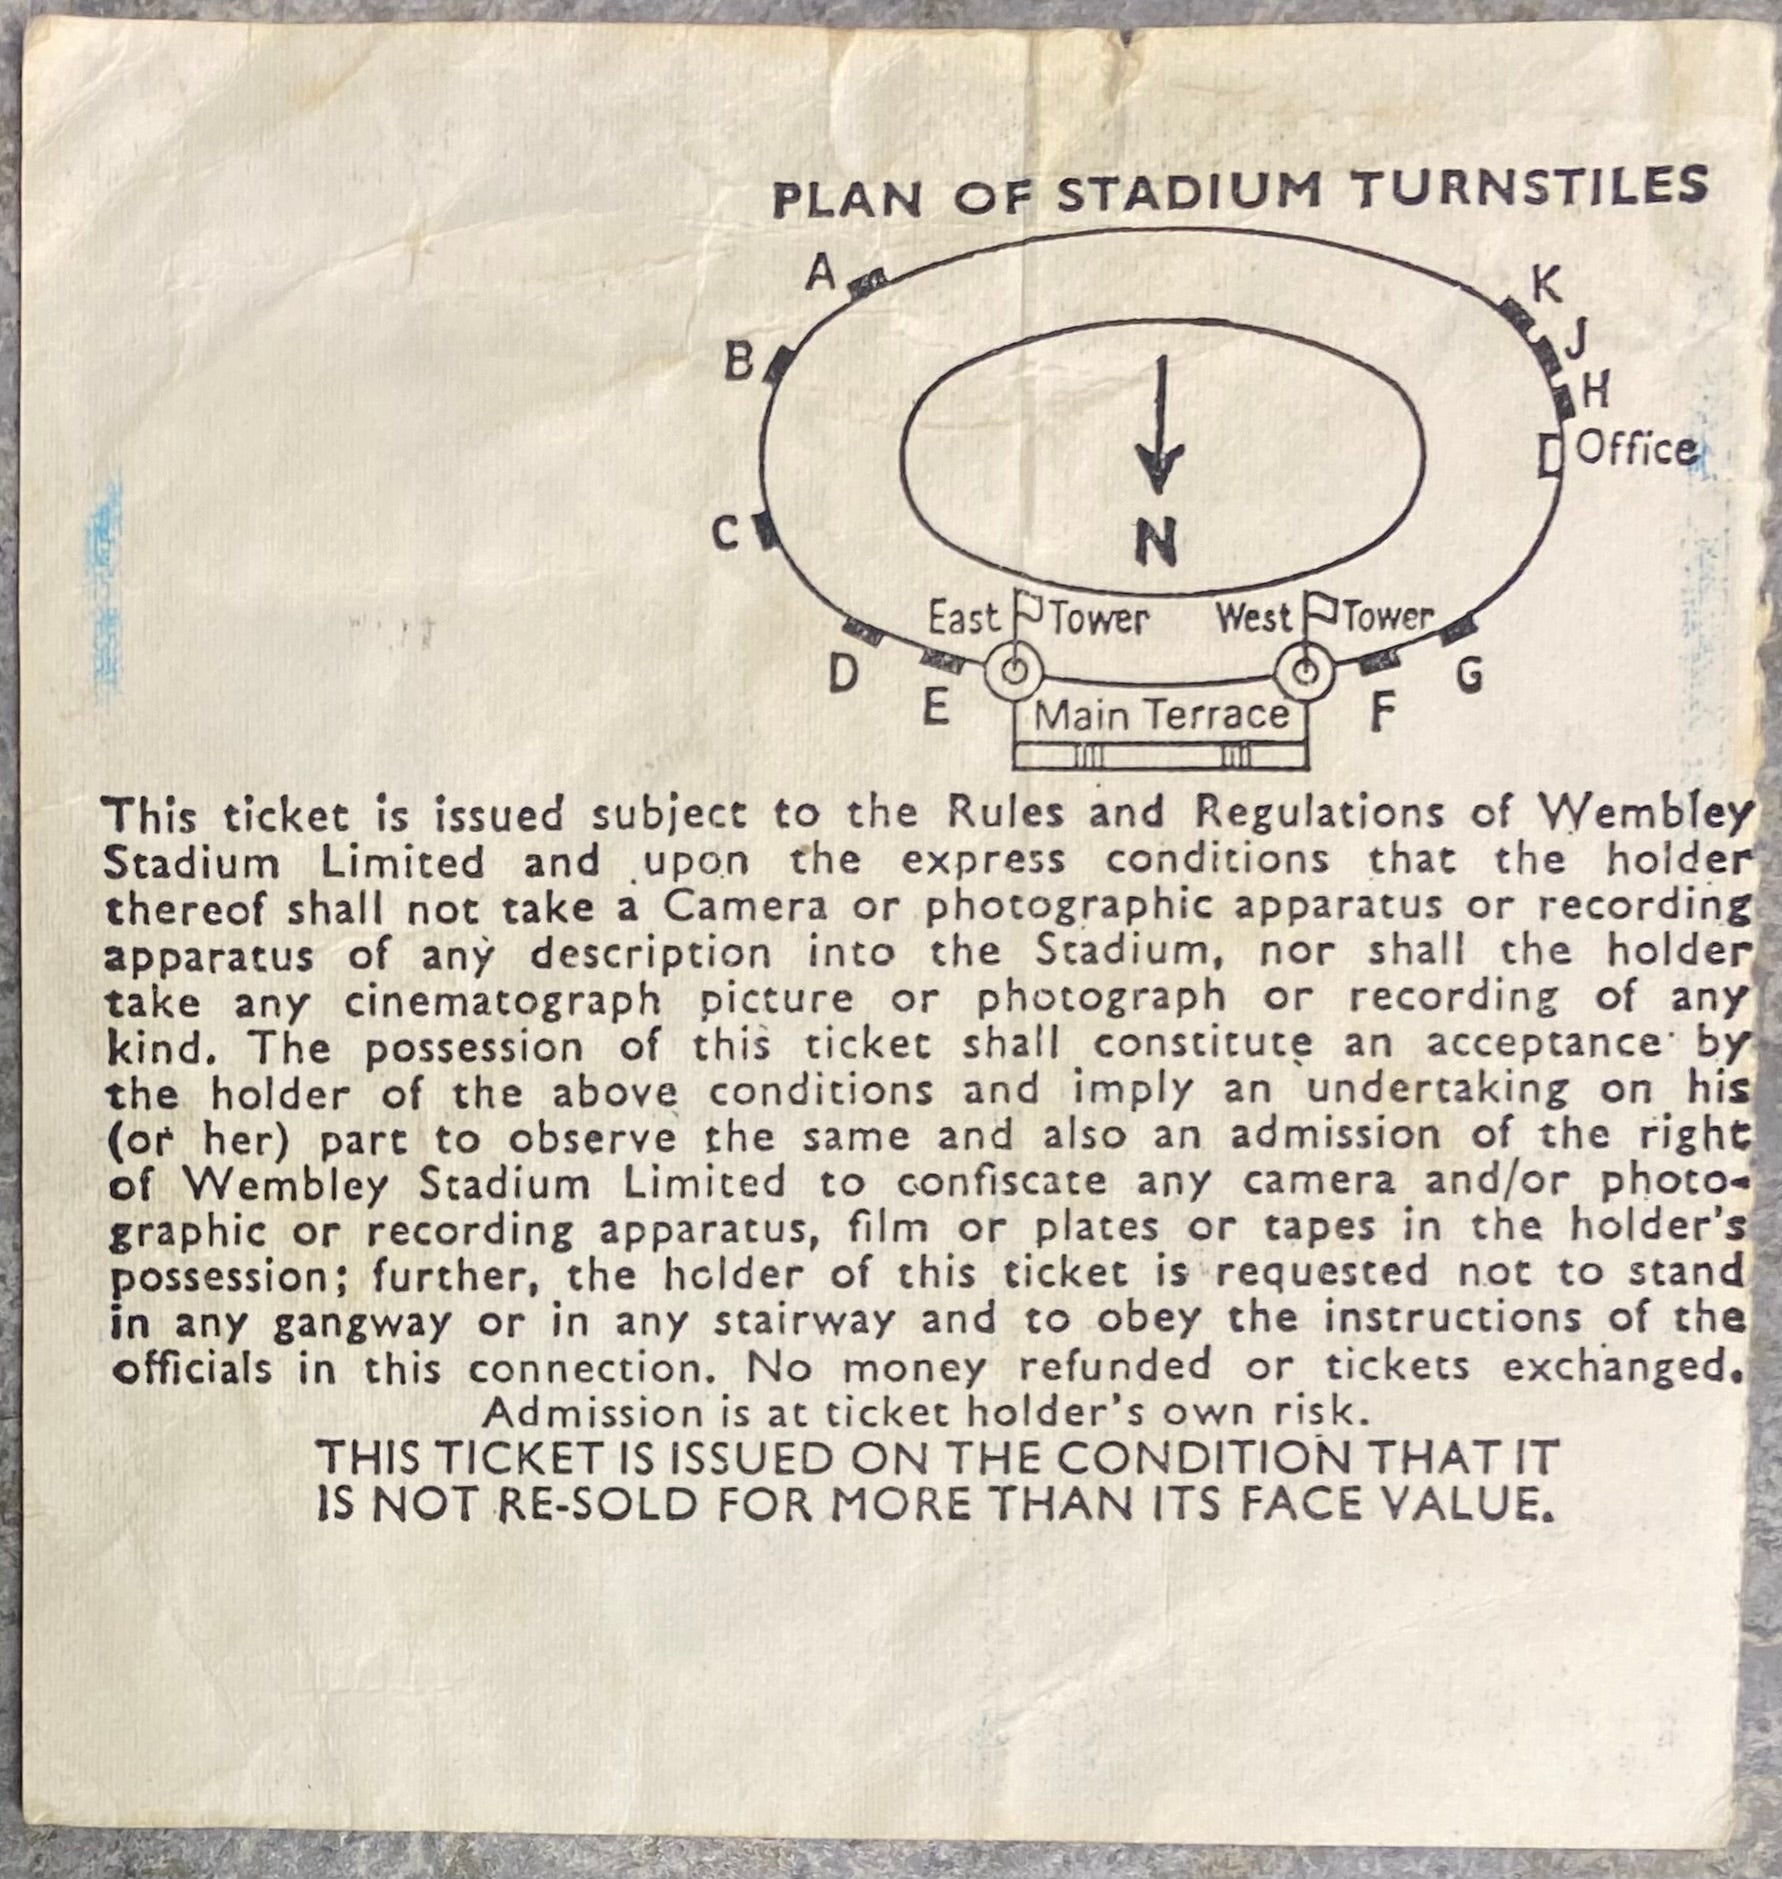 PLAN OF STADIUM TURNSTILES
A
K
B
J
H
Office
C
N
East Tower
West Tower
D
G
E
Main Terrace
F
This ticket is issued subject to the Rules and Regulations of Wembley
Stadium Limited and upon the express conditions that the holder
thereof shall not take a Camera or photographic apparatus or recording
apparatus of any description into the Stadium, nor shall the holder
take any cinematograph picture or photograph or recording of any
kind. The possession of this ticket shall constitute an acceptance by
the holder of the above conditions and imply an undertaking on his
(or her) part to observe the same and also an admission of the right
of Wembley Stadium Limited to confiscate any camera and/or photo-
graphic or recording apparatus, film or plates or tapes in the holder's
possession; further, the holder of this ticket is requested not to stand
in any gangway or in any stairway and to obey the instructions of the
officials in this connection. No money refunded or tickets exchanged.
Admission is at ticket holder's own risk.
THIS TICKET IS ISSUED ON THE CONDITION THAT IT
IS NOT RE-SOLD FOR MORE THAN ITS FACE VALUE.